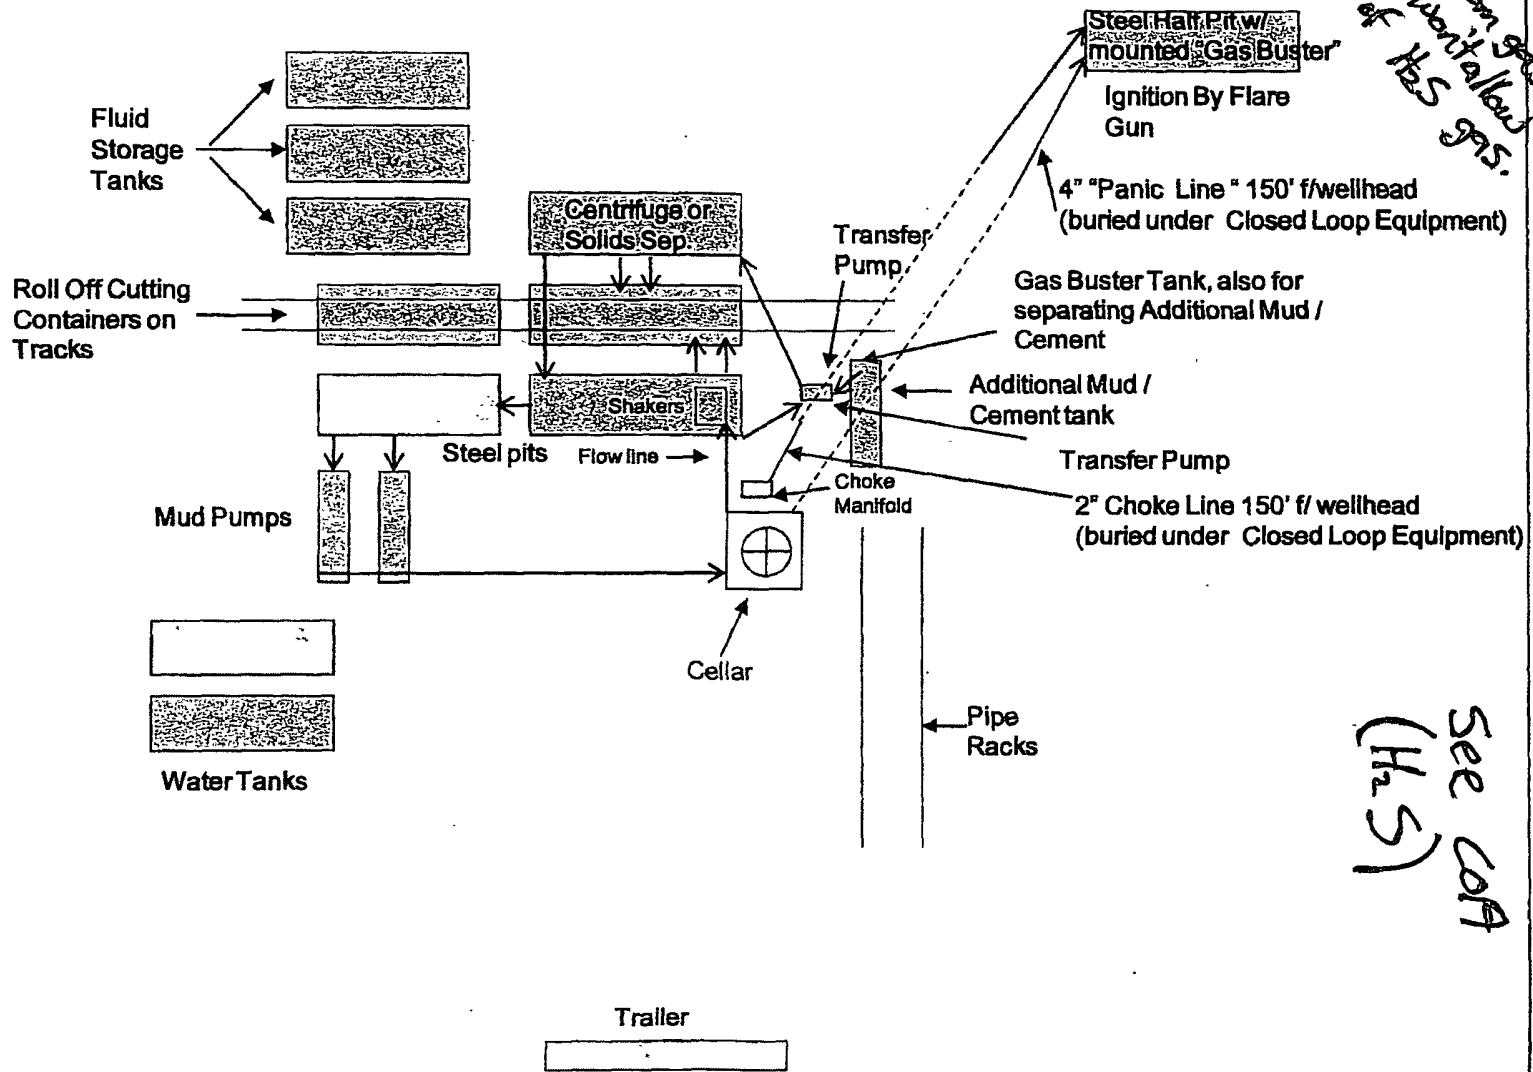 Steel Half Pit w/
mounted "Gas Buster"
Ignition By Flare
Gun
won't allow
of H2S gas.
Fluid
Storage
Tanks
4" "Panic Line " 150' f/wellhead
(buried under Closed Loop Equipment)
Centrifuge or
Solids Sep.
Transfer
Pump
Roll Off Cutting
Containers on
Tracks
Gas Buster Tank, also for
separating Additional Mud /
Cement
Shakers
Additional Mud /
Cement tank
Steel pits
Flow line
Transfer Pump
Choke
Manifold
2" Choke Line 150' f/ wellhead
(buried under Closed Loop Equipment)
Mud Pumps
Cellar
Pipe
Racks
Water Tanks
See COA
(H2S)
Trailer